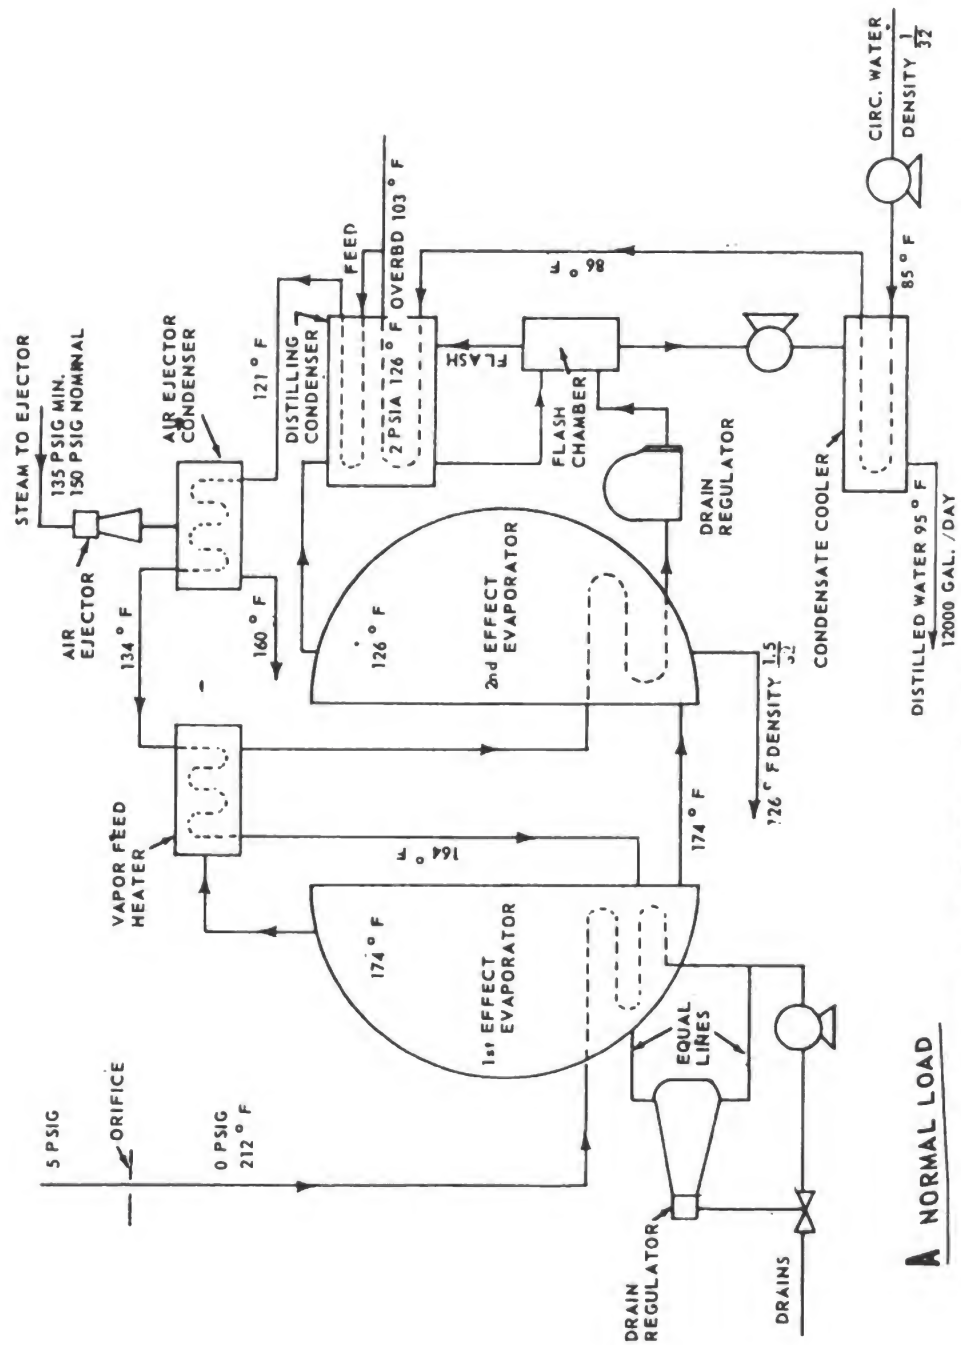 5 PSIG
ORIFICE
0 PSIG
212° F
STEAM TO EJECTOR
135 PSIG MIN.
150 PSIG NOMINAL
AIR
EJECTOR
AIR EJECTOR
CONDENSER
134° F
160° F
121° F
VAPOR FEED
HEATER
164° F
DISTILLING
CONDENSER
FEED
2 PSIA 126° F OVERBD 103° F
174° F
1st EFFECT
EVAPORATOR
126° F
2nd EFFECT
EVAPORATOR
FLASH
FLASH
CHAMBER
86° F
CIRC. WATER
DENSITY 1/32
85° F
DRAIN
REGULATOR
EQUAL
LINES
174° F
126° F DENSITY 1.5/32
CONDENSATE COOLER
DISTILLED WATER 95° F
12000 GAL./DAY
DRAIN
REGULATOR
DRAINS
A NORMAL LOAD